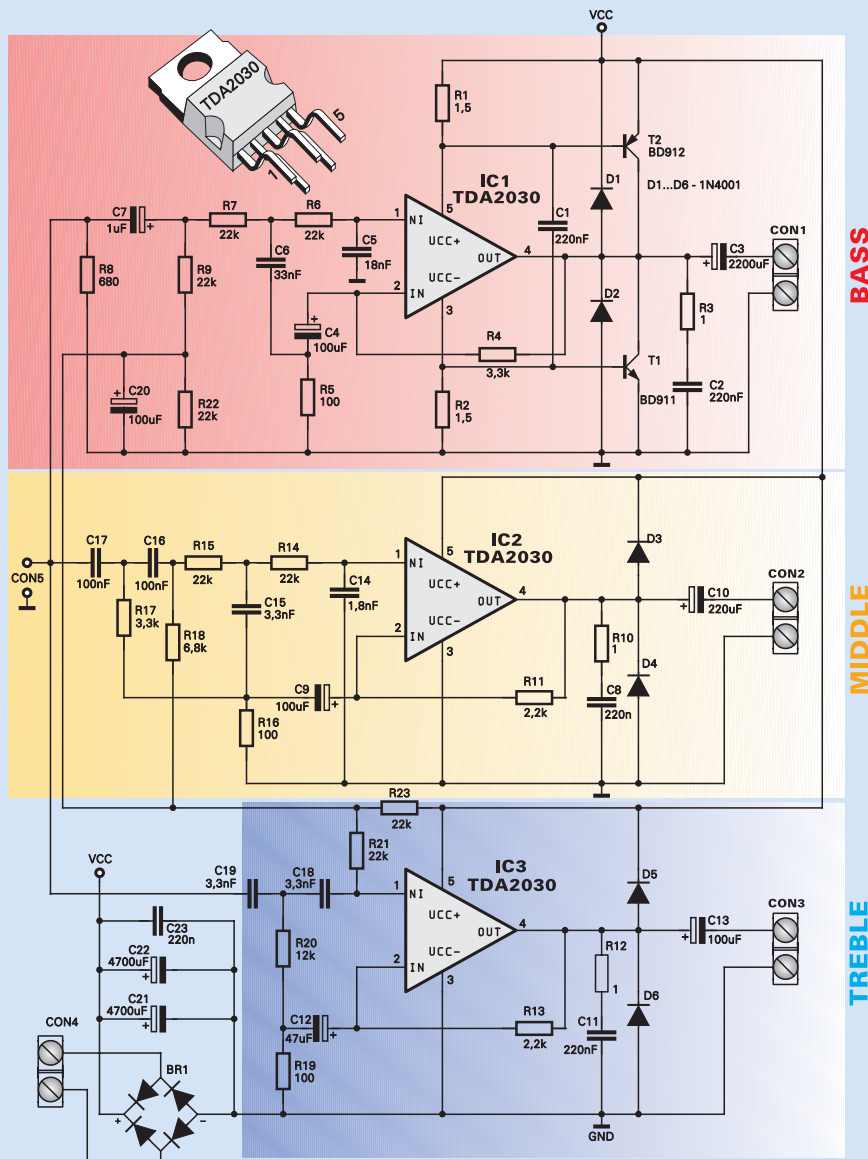 VCC
TDA2030
5
1
R1
1,5
T2
BD912
IC1
TDA2030
D1
D1...D6 - 1N4001
C7
1uF
+
R7
22k
R6
22k
1
NI
5
UCC+
UCC-
OUT
4
2
IN
3
C1
220nF
CON1
+
C3
2200uF
BASS
R8
680
R9
22k
C6
33nF
C5
18nF
D2
R3
1
+
C4
100uF
R4
3,3k
T1
BD911
C2
220nF
+
C20
100uF
R22
22k
R5
100
R2
1,5
IC2
TDA2030
D3
C17
100nF
C16
100nF
R15
22k
R14
22k
1
NI
5
UCC+
UCC-
OUT
4
2
IN
3
CON5
CON2
+
C10
220uF
MIDDLE
R17
3,3k
R18
6,8k
C15
3,3nF
C14
1,8nF
R10
1
D4
C9
100uF
+
R11
2,2k
C8
220n
R16
100
R23
22k
R21
22k
IC3
TDA2030
D5
VCC
C19
3,3nF
C18
3,3nF
1
NI
5
UCC+
UCC-
OUT
4
2
IN
3
CON3
+
C13
100uF
TREBLE
C23
220n
C22
4700uF
+
C21
4700uF
+
R20
12k
R12
1
D6
C12
47uF
+
R13
2,2k
C11
220nF
CON4
R19
100
BR1
+
-
GND